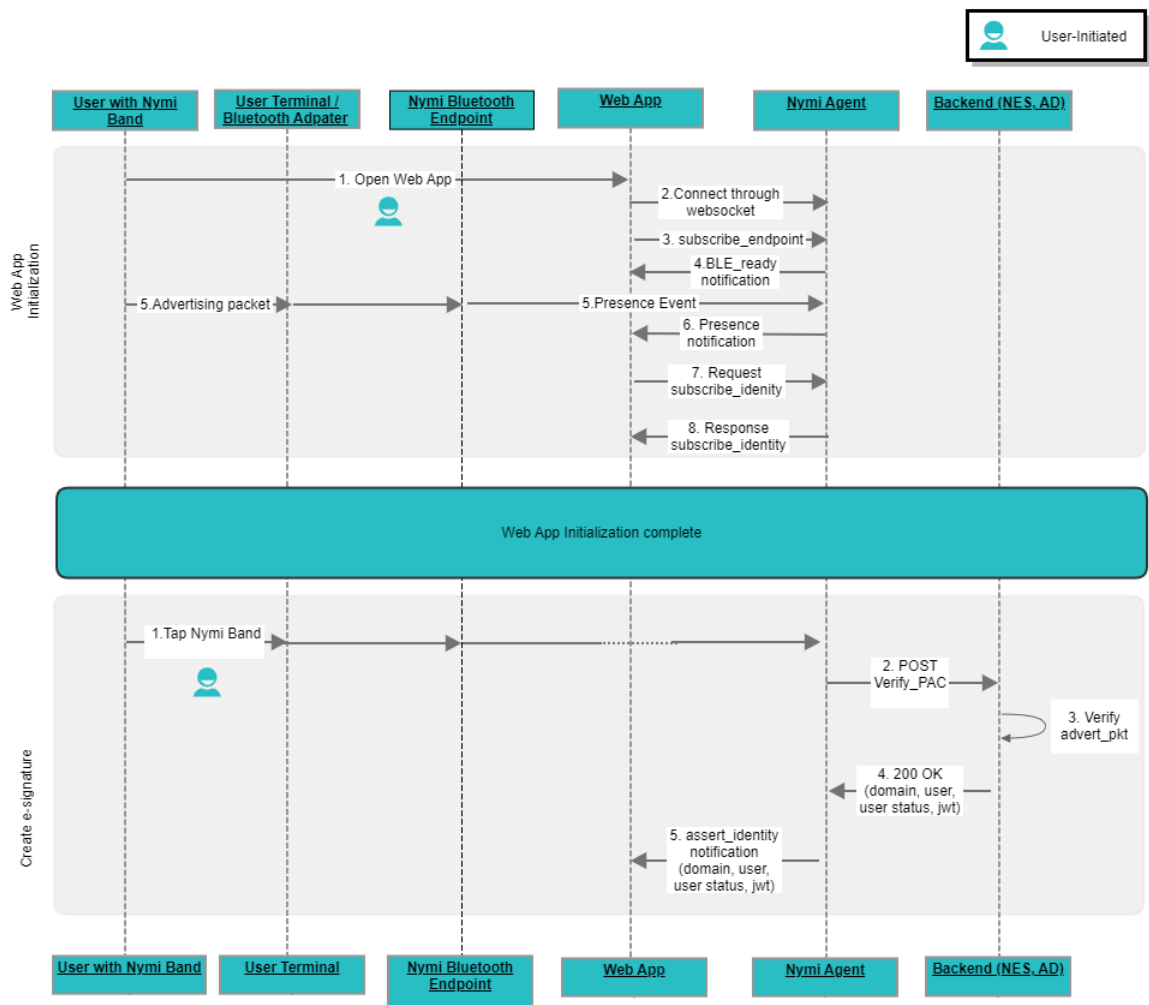 User-Initiated
User with Nymi
Band
User Terminal /
Bluetooth Adpater
Nymi Bluetooth
Endpoint
Web App
Nymi Agent
Backend (NES, AD)
Web App
Initialization
1. Open Web App
2.Connect through
websocket
3. subscribe_endpoint
4.BLE_ready
notification
5.Advertising packet
5.Presence Event
6. Presence
notification
7. Request
subscribe_idenity
8. Response
subscribe_identity
Web App Initialization complete
Create e-signature
1.Tap Nymi Band
2. POST
Verify_PAC
3. Verify
advert_pkt
4. 200 OK
(domain, user,
user status, jwt)
5. assert_identity
notification
(domain, user,
user status, jwt)
User with Nymi Band
User Terminal
Nymi Bluetooth
Endpoint
Web App
Nymi Agent
Backend (NES, AD)